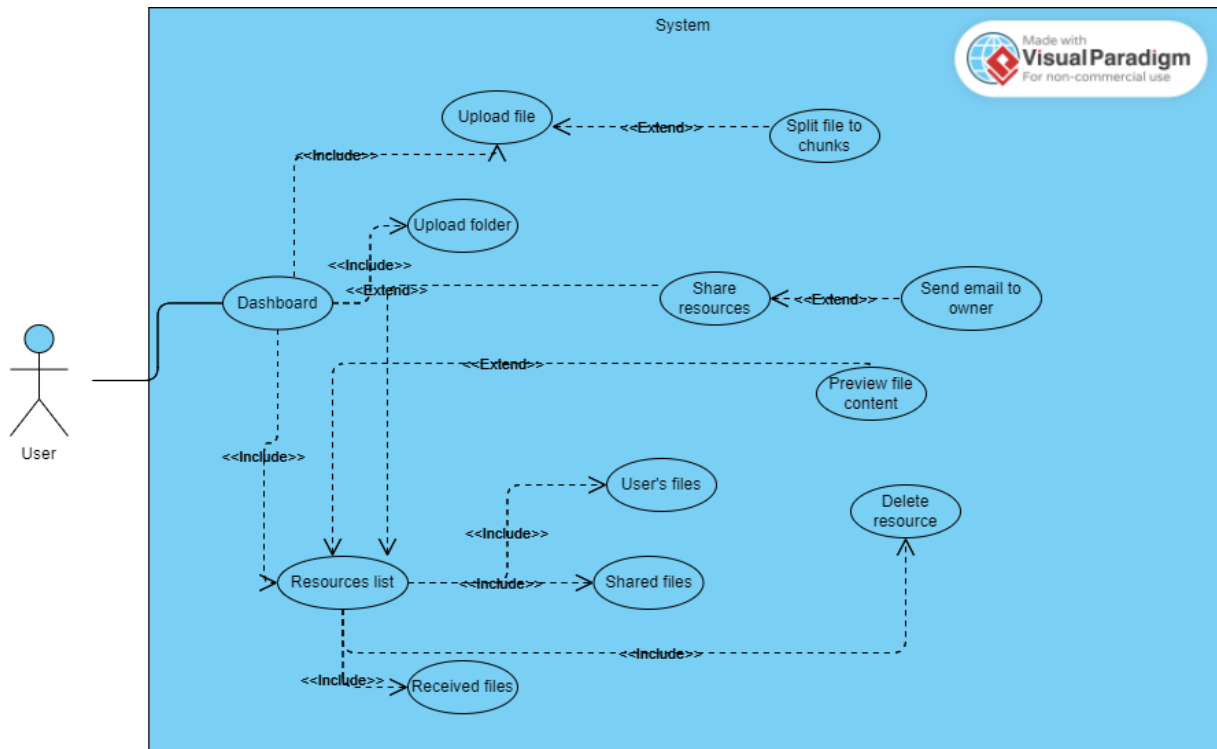 System
Made with
Visual Paradigm
For non-commercial use
Upload file
<<Extend>>
Split file to
chunks
<<Include>>
Upload folder
<<Include>>
Dashboard
<<Extend>>
Share
resources
<<Extend>>
Send email to
owner
User
<<Extend>>
Preview file
content
<<Include>>
User's files
<<Include>>
Delete
resource
Resources list
<<Include>>
Shared files
<<Include>>
<<Include>>
Received files